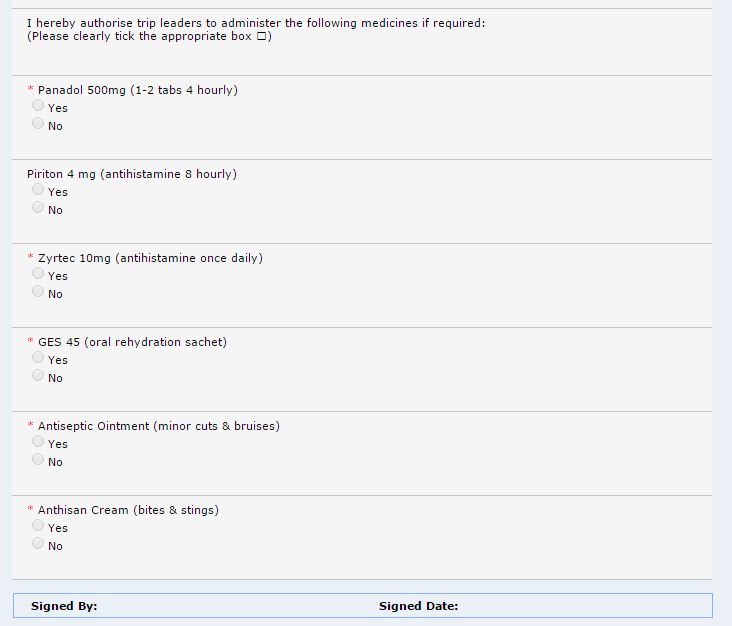 I hereby authorise trip leaders to administer the following medicines if required:
(Please clearly tick the appropriate box □)
* Panadol 500mg (1-2 tabs 4 hourly)
Yes
No
Piriton 4 mg (antihistamine 8 hourly)
Yes
No
* Zyrtec 10mg (antihistamine once daily)
Yes
No
* GES 45 (oral rehydration sachet)
Yes
No
* Antiseptic Ointment (minor cuts & bruises)
Yes
No
* Anthisan Cream (bites & stings)
Yes
No
Signed By: Signed Date: